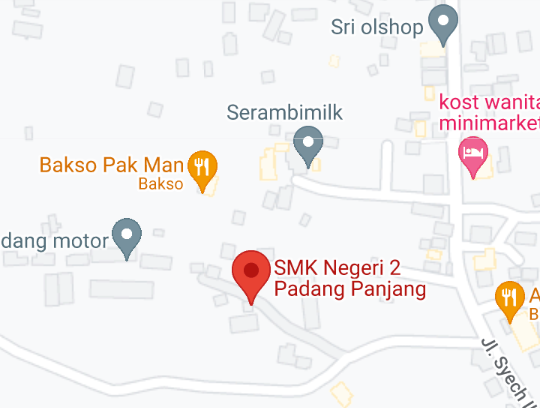 Sri olshop
kost wanita
minimarket
Serambimilk
Bakso Pak Man
Bakso
dang motor
SMK Negeri 2
Padang Panjang
A
B
Jl. Syech I